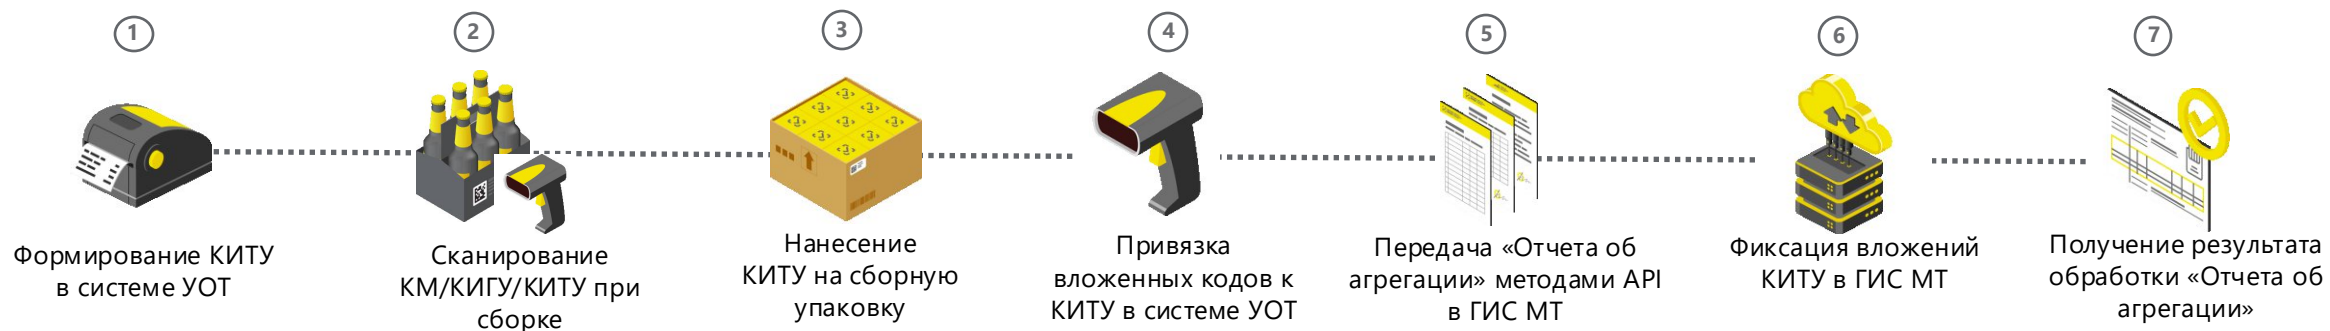 1
Формирование КИТУ
в системе УОТ
2
Сканирование
КМ/КИГУ/КИТУ при
сборке
3
Нанесение
КИТУ на сборную
упаковку
4
Привязка
вложенных кодов к
КИТУ в системе УОТ
5
Передача «Отчета об
агрегации» методами API
в ГИС МТ
6
Фиксация вложений
КИТУ в ГИС МТ
7
Получение результата
обработки «Отчета об
агрегации»